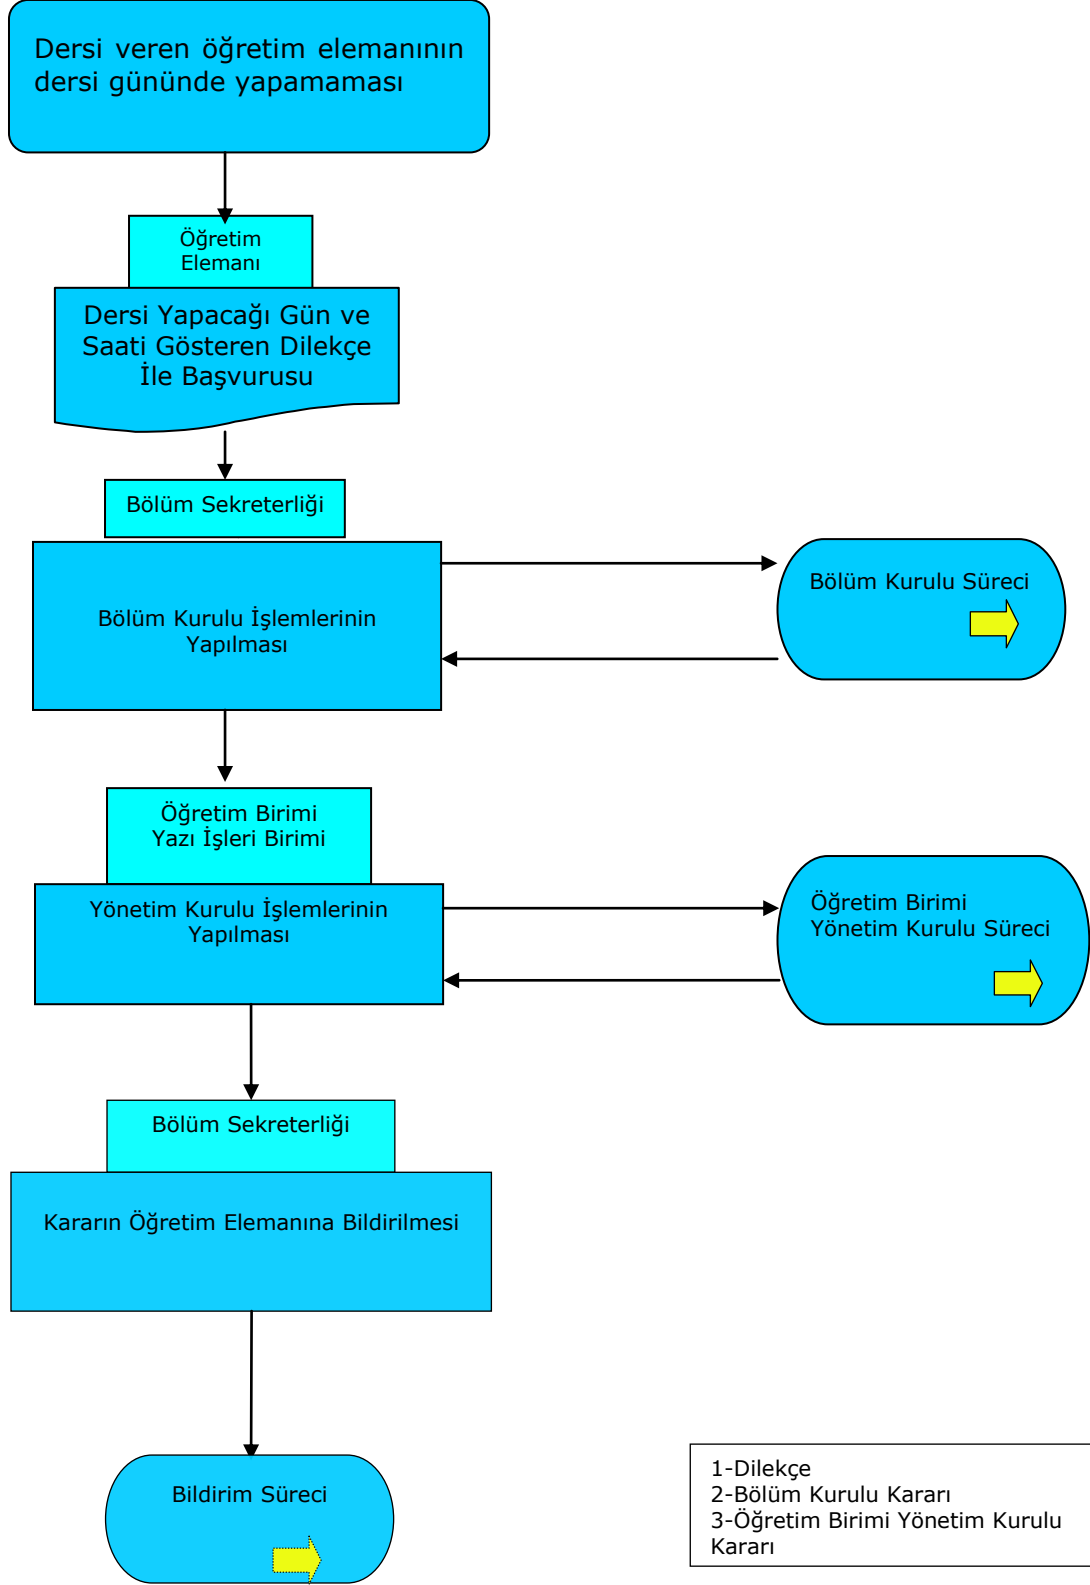 Dersi veren öğretim elemanının
dersi gününde yapamaması
Öğretim
Elemanı
Dersi Yapacağı Gün ve
Saati Gösteren Dilekçe
İle Başvurusu
Bölüm Sekreterliği
Bölüm Kurulu İşlemlerinin
Yapılması
Bölüm Kurulu Süreci
Öğretim Birimi
Yazı İşleri Birimi
Yönetim Kurulu İşlemlerinin
Yapılması
Öğretim Birimi
Yönetim Kurulu Süreci
Bölüm Sekreterliği
Kararın Öğretim Elemanına Bildirilmesi
Bildirim Süreci
1-Dilekçe
2-Bölüm Kurulu Kararı
3-Öğretim Birimi Yönetim Kurulu
Kararı